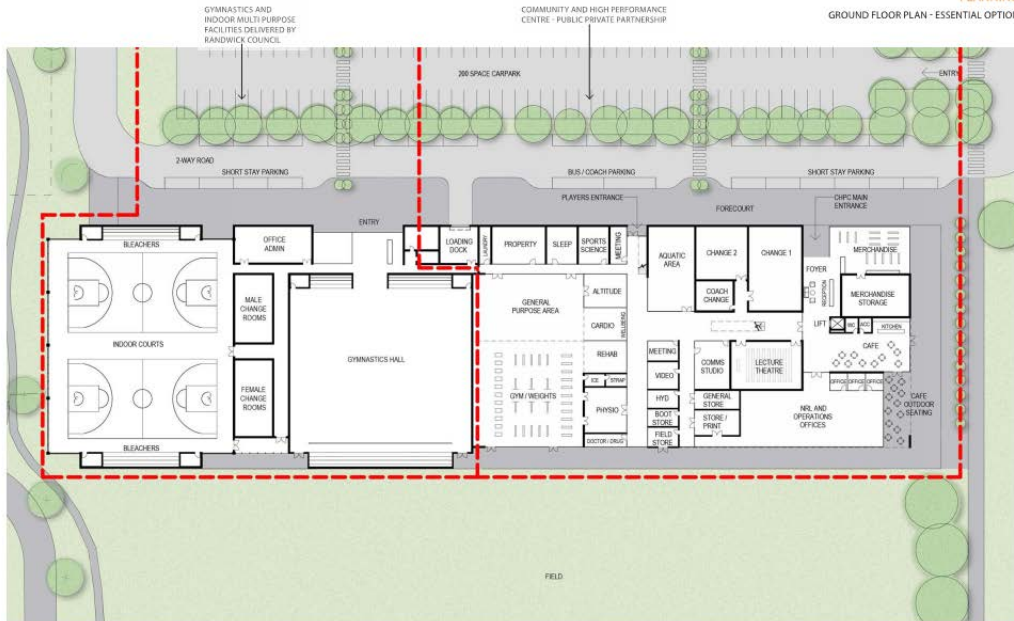 GROUND FLOOR PLAN - ESSENTIAL OPTION
GYMNASTICS AND
INDOOR MULTI PURPOSE
FACILITIES DELIVERED BY
RANDWICK COUNCIL
COMMUNITY AND HIGH PERFORMANCE
CENTRE - PUBLIC PRIVATE PARTNERSHIP
200 SPACE CARPARK
ENTRY
2-WAY ROAD
SHORT STAY PARKING
BUS / COACH PARKING
SHORT STAY PARKING
PLAYERS ENTRANCE
FORECOURT
CHPC MAIN
ENTRANCE
ENTRY
BLEACHERS
OFFICE
ADMIN
LOADING
DOCK
LAUNDRY
PROPERTY
SLEEP
SPORTS
SCIENCE
MEETING
AQUATIC
AREA
CHANGE 2
CHANGE 1
MERCHANDISE
FOYER
RECEPTION
MERCHANDISE
STORAGE
COACH
CHANGE
ALTITUDE
GENERAL
PURPOSE AREA
MALE
CHANGE
ROOMS
CARDIO
WELLBEING
LIFT
WC
ACC
KITCHEN
INDOOR COURTS
GYMNASTICS HALL
REHAB
MEETING
COMMS
STUDIO
LECTURE
THEATRE
CAFE
VIDEO
ICE
STRAP
OFFICE
OFFICE
OFFICE
FEMALE
CHANGE
ROOMS
GYM / WEIGHTS
PHYSIO
HYD
GENERAL
STORE
NRL AND
OPERATIONS
OFFICES
CAFE
OUTDOOR
SEATING
BOOT
STORE
STORE /
PRINT
FIELD
STORE
DOCTOR / DRUG
BLEACHERS
FIELD